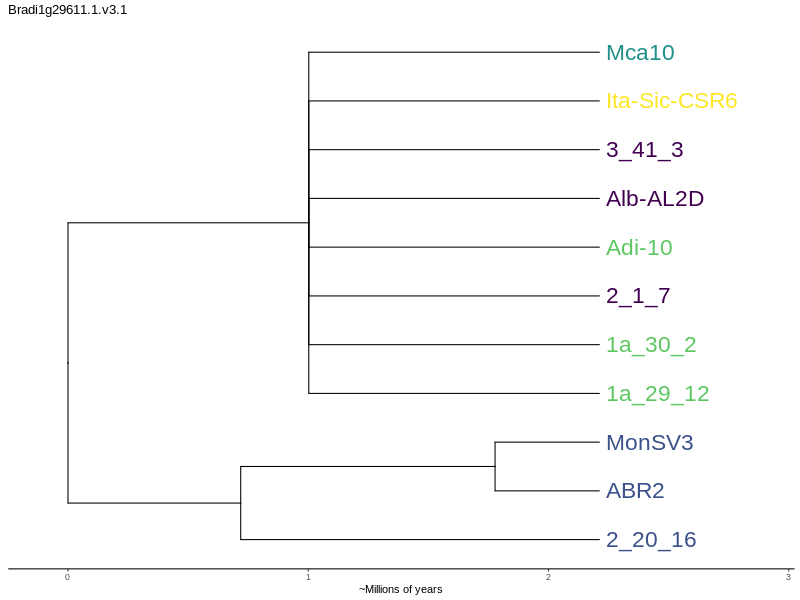 Bradi1g29611.1.v3.1
Mca10
Ita-Sic-CSR6
3_41_3
Alb-AL2D
Adi-10
2_1_7
1a_30_2
1a_29_12
MonSV3
ABR2
2_20_16
0 1 2 3
~Millions of years